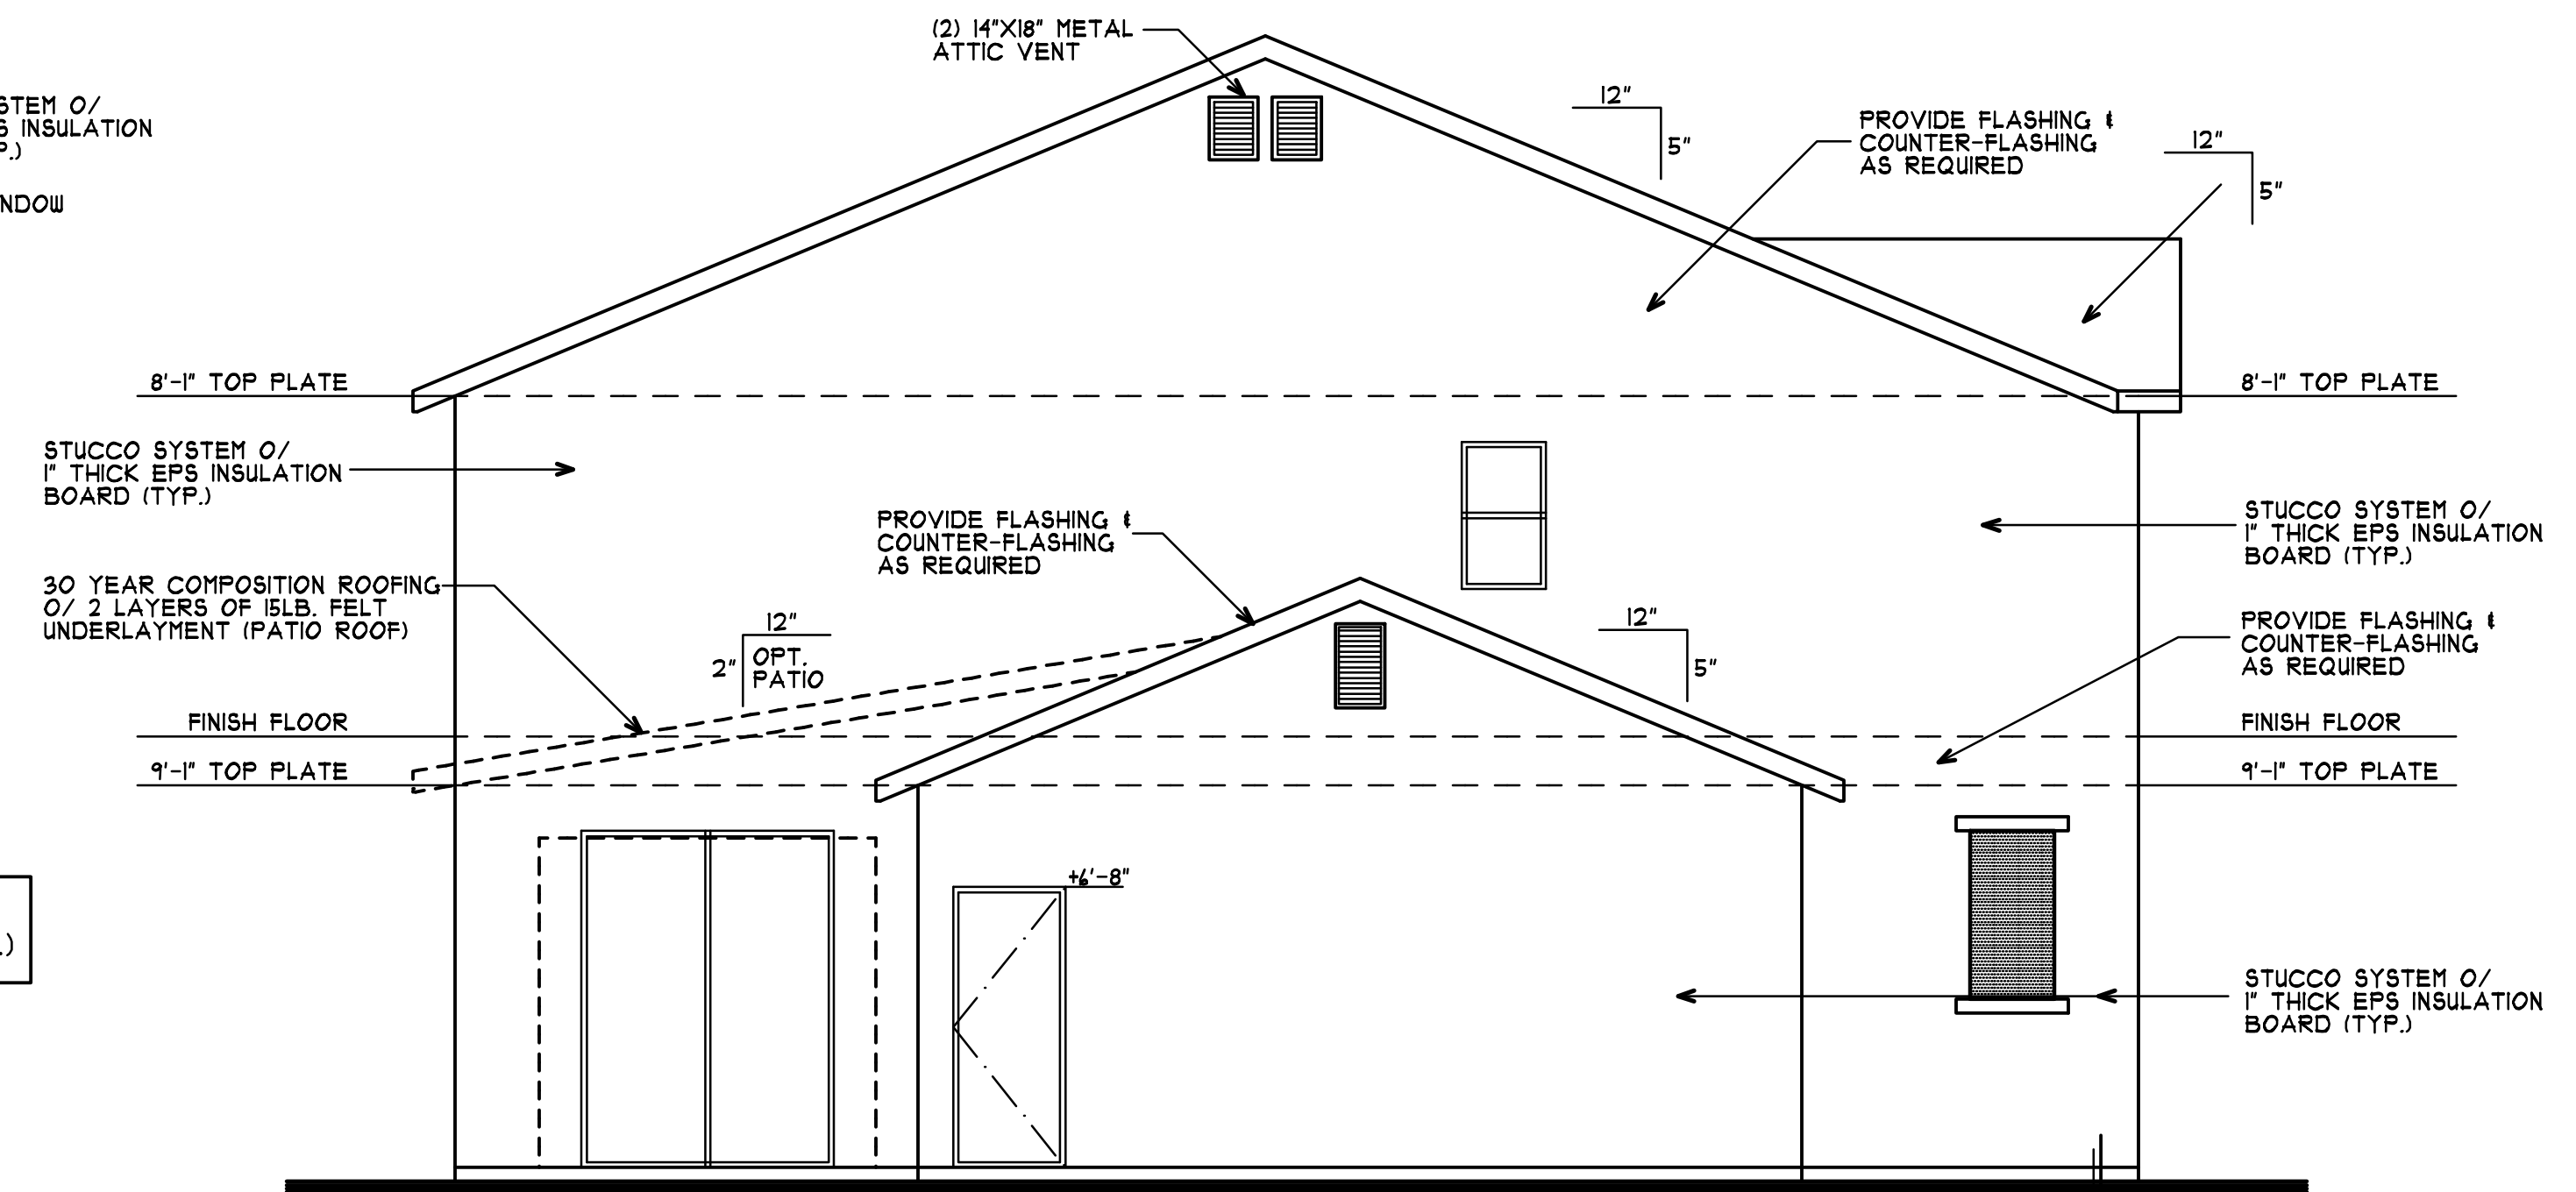 (2) 14"X18" METAL
ATTIC VENT
STEM O/
S INSULATION
P.)
NDOW
12"
5"
PROVIDE FLASHING &
COUNTER-FLASHING
AS REQUIRED
12"
5"
8'-1" TOP PLATE
8'-1" TOP PLATE
STUCCO SYSTEM O/
1" THICK EPS INSULATION
BOARD (TYP.)
PROVIDE FLASHING &
COUNTER-FLASHING
AS REQUIRED
STUCCO SYSTEM O/
1" THICK EPS INSULATION
BOARD (TYP.)
30 YEAR COMPOSITION ROOFING
O/ 2 LAYERS OF 15LB. FELT
UNDERLAYMENT (PATIO ROOF)
12"
2"
OPT.
PATIO
12"
5"
PROVIDE FLASHING &
COUNTER-FLASHING
AS REQUIRED
FINISH FLOOR
FINISH FLOOR
9'-1" TOP PLATE
9'-1" TOP PLATE
+6'-8"
.)
STUCCO SYSTEM O/
1" THICK EPS INSULATION
BOARD (TYP.)